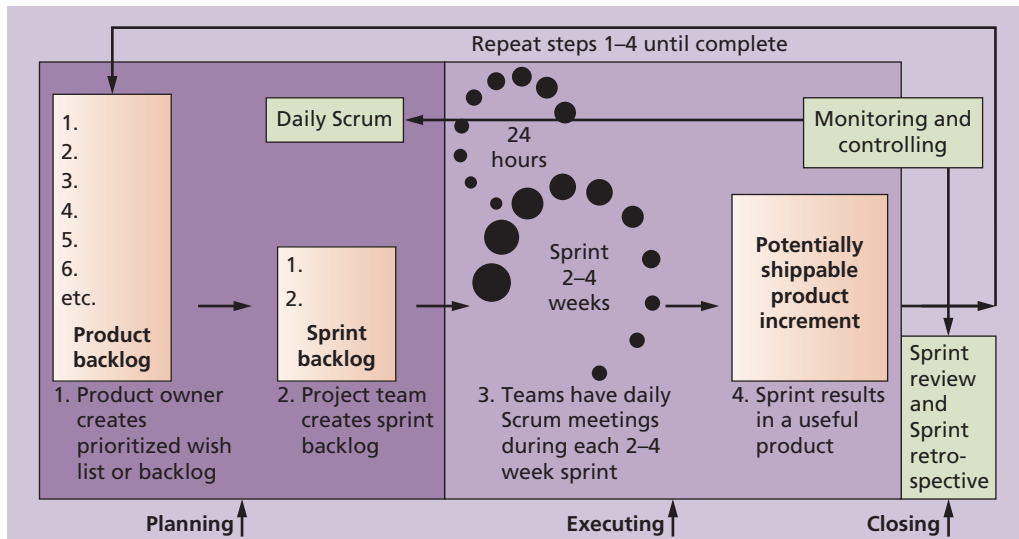 Repeat steps 1–4 until complete
1.
2.
3.
4.
5.
6.
etc.
Product
backlog
1. Product owner
creates
prioritized wish
list or backlog
Daily Scrum
1.
2.
Sprint
backlog
2. Project team
creates sprint
backlog
24
hours
Sprint
2–4
weeks
3. Teams have daily
Scrum meetings
during each 2–4
week sprint
Monitoring and
controlling
Potentially
shippable
product
increment
4. Sprint results
in a useful
product
Sprint
review
and
Sprint
retro-
spective
Planning
Executing
Closing